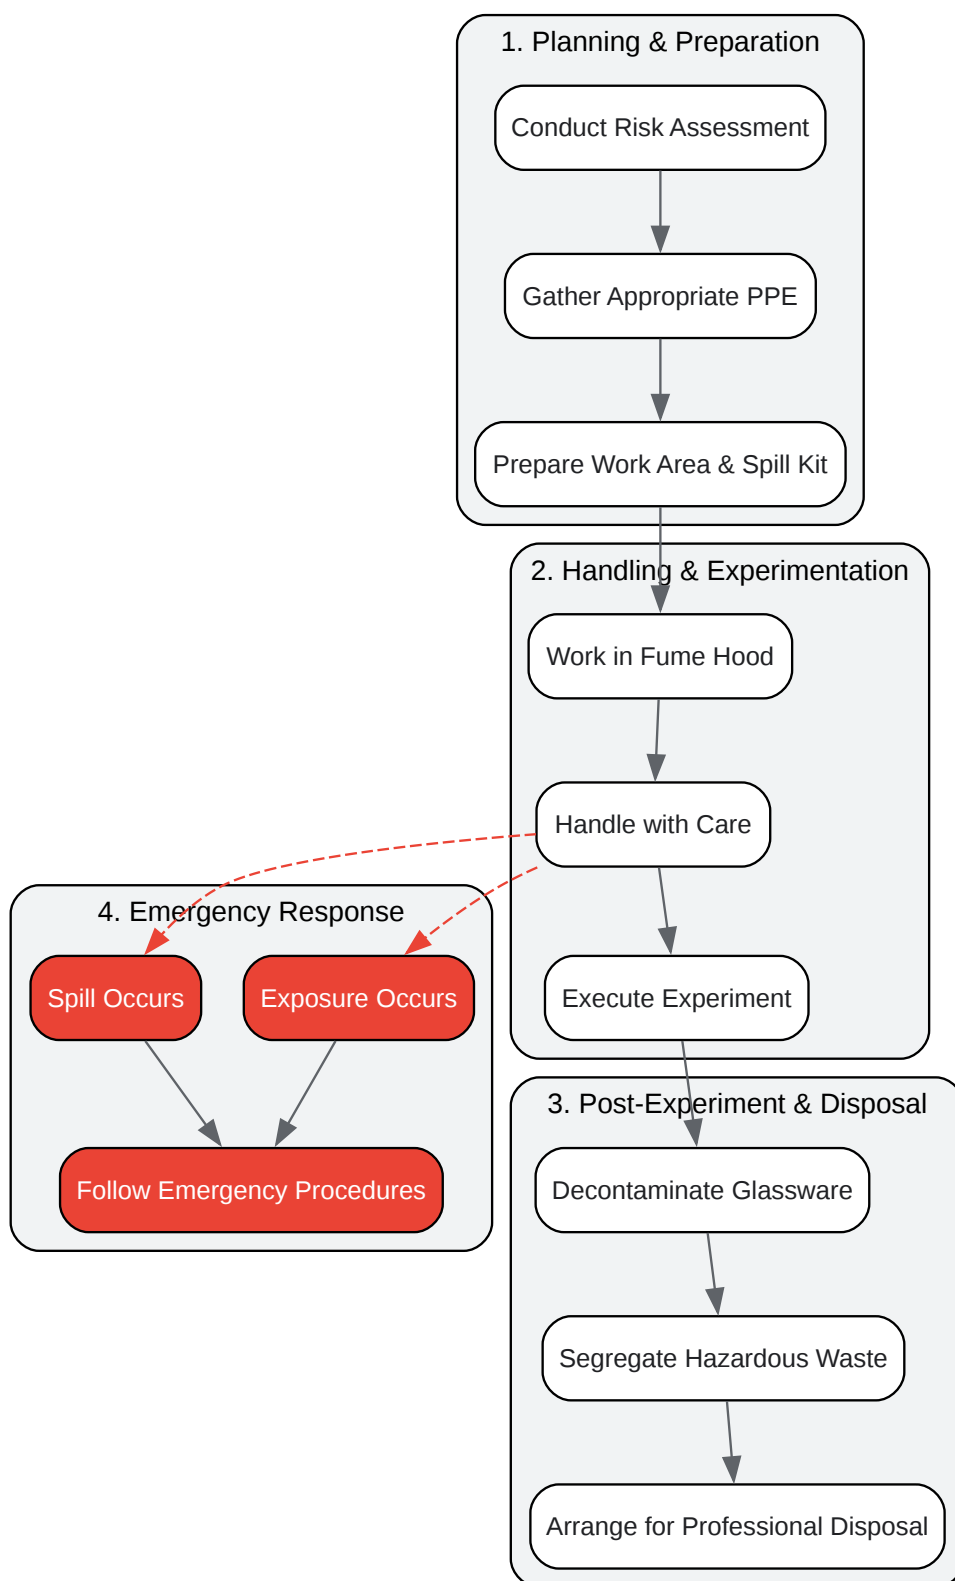 1. Planning & Preparation
Conduct Risk Assessment
Gather Appropriate PPE
Prepare Work Area & Spill Kit
2. Handling & Experimentation
Work in Fume Hood
Handle with Care
Execute Experiment
4. Emergency Response
Spill Occurs
Exposure Occurs
Follow Emergency Procedures
3. Post-Experiment & Disposal
Decontaminate Glassware
Segregate Hazardous Waste
Arrange for Professional Disposal